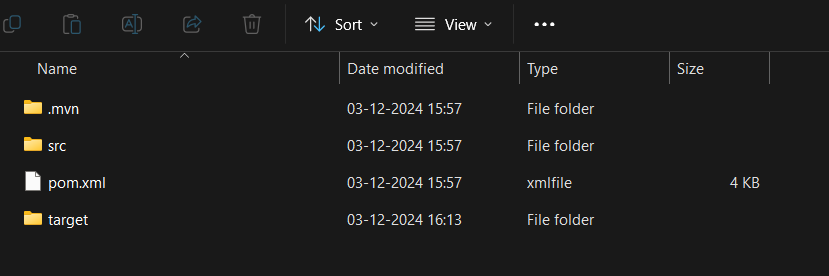 Sort View
Name Date modified Type Size
.mvn 03-12-2024 15:57 File folder
src 03-12-2024 15:57 File folder
pom.xml 03-12-2024 15:57 xmlfile 4 KB
target 03-12-2024 16:13 File folder